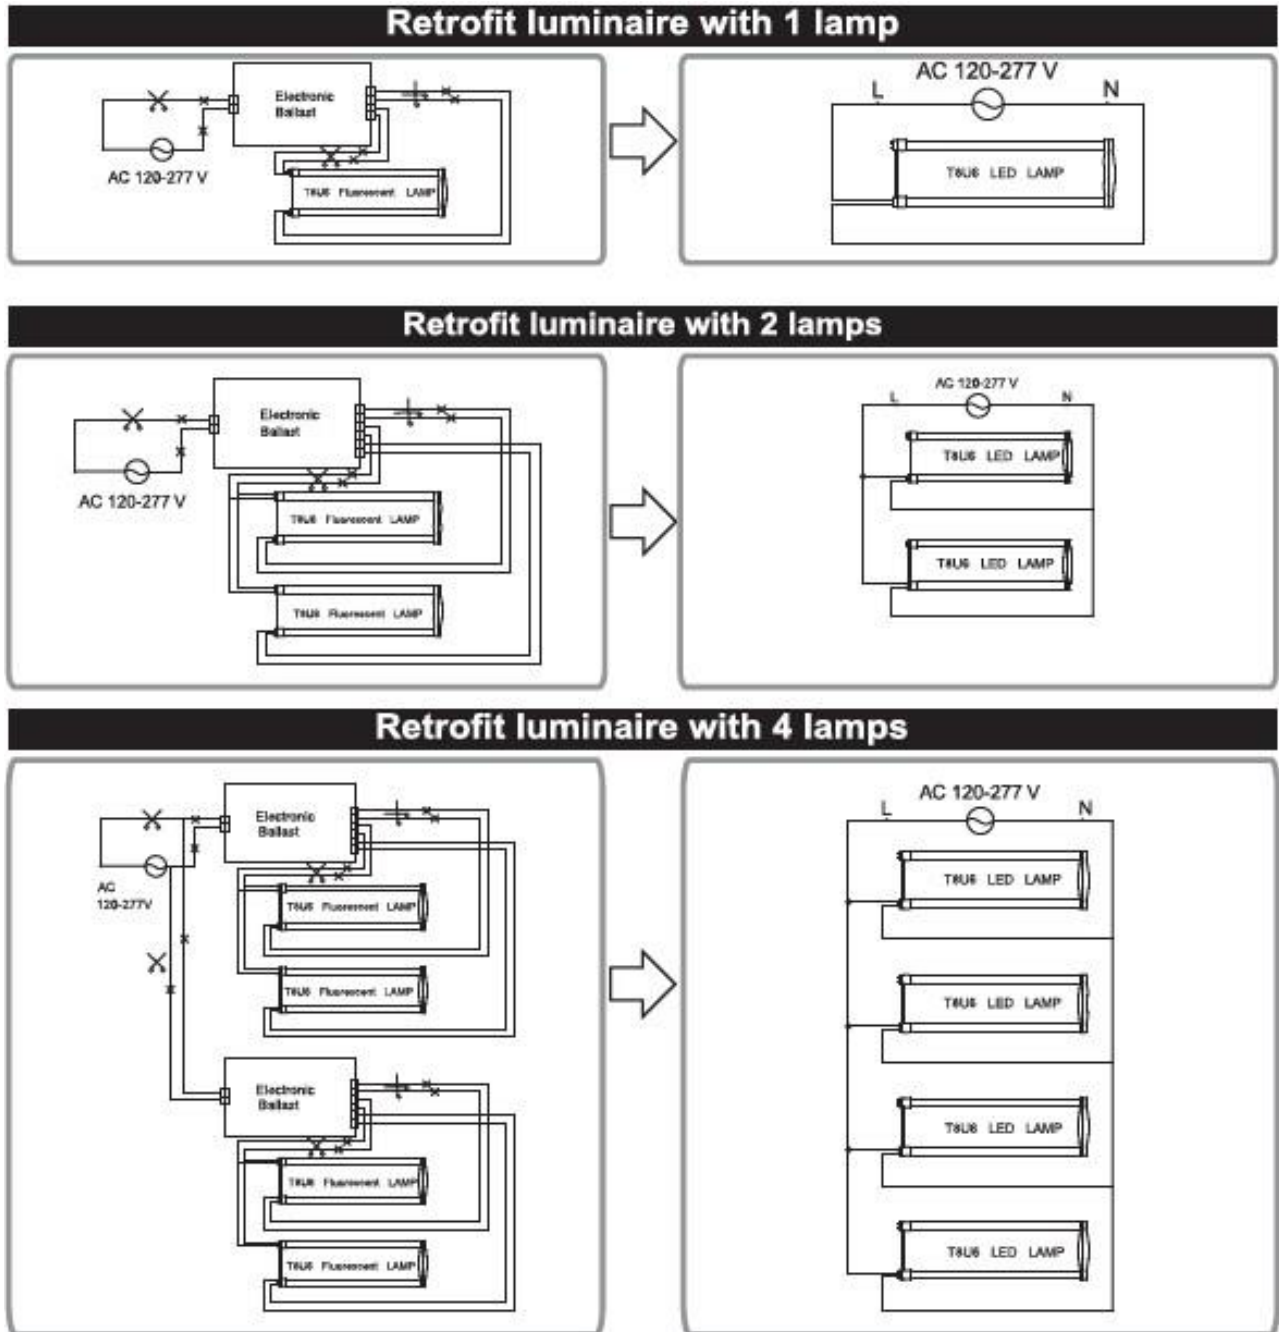 Retrofit luminaire with 1 lamp
Electronic
Ballast
AC 120-277 V
T8U6 Fluorescent LAMP
AC 120-277 V
L
N
T8U6 LED LAMP
Retrofit luminaire with 2 lamps
Electronic
Ballast
AC 120-277 V
T8U6 Fluorescent LAMP
T8U6 Fluorescent LAMP
AC 120-277 V
L
N
T8U6 LED LAMP
T8U6 LED LAMP
Retrofit luminaire with 4 lamps
Electronic
Ballast
AC
120-277V
T8U6 Fluorescent LAMP
T8U6 Fluorescent LAMP
Electronic
Ballast
T8U6 Fluorescent LAMP
T8U6 Fluorescent LAMP
AC 120-277 V
L
N
T8U6 LED LAMP
T8U6 LED LAMP
T8U6 LED LAMP
T8U6 LED LAMP